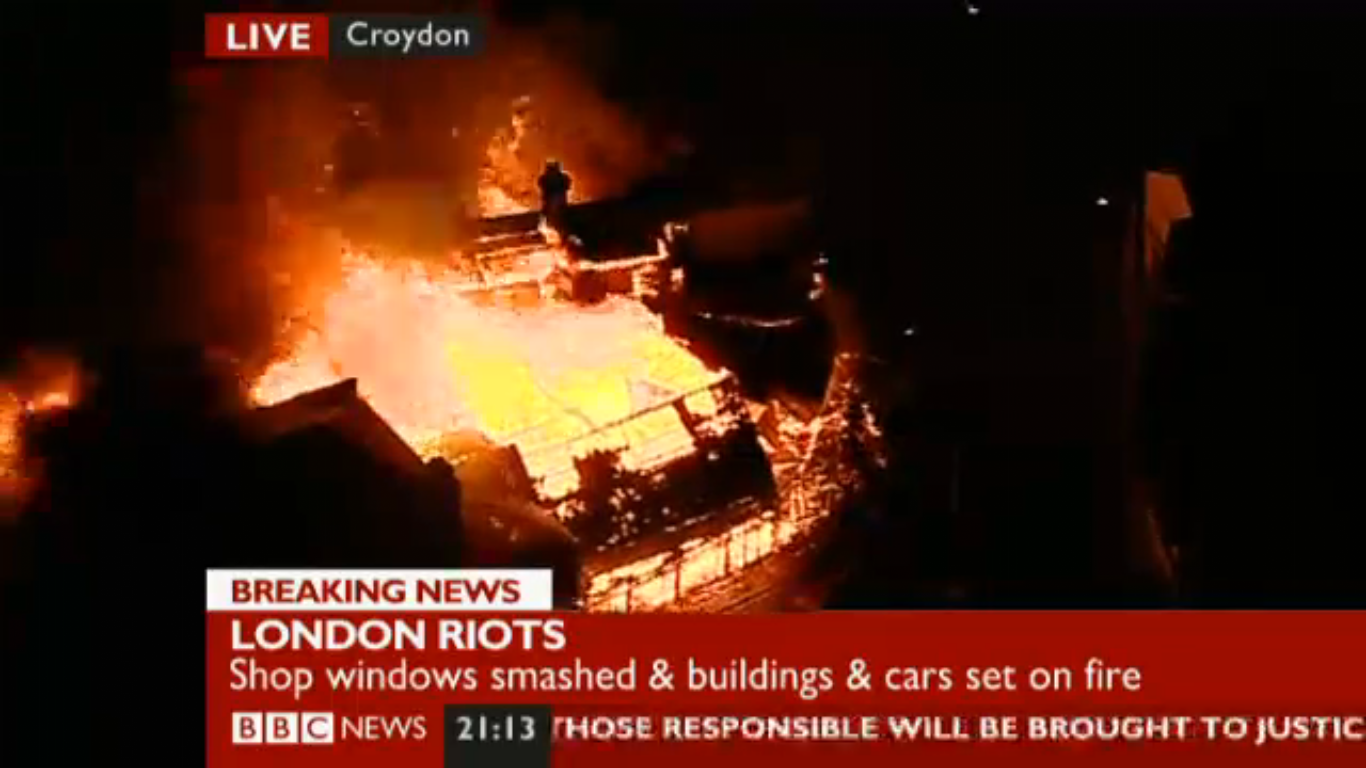 LIVE Croydon
BREAKING NEWS
LONDON RIOTS
Shop windows smashed & buildings & cars set on fire
BBC NEWS 21:13 THOSE RESPONSIBLE WILL BE BROUGHT TO JUSTIC